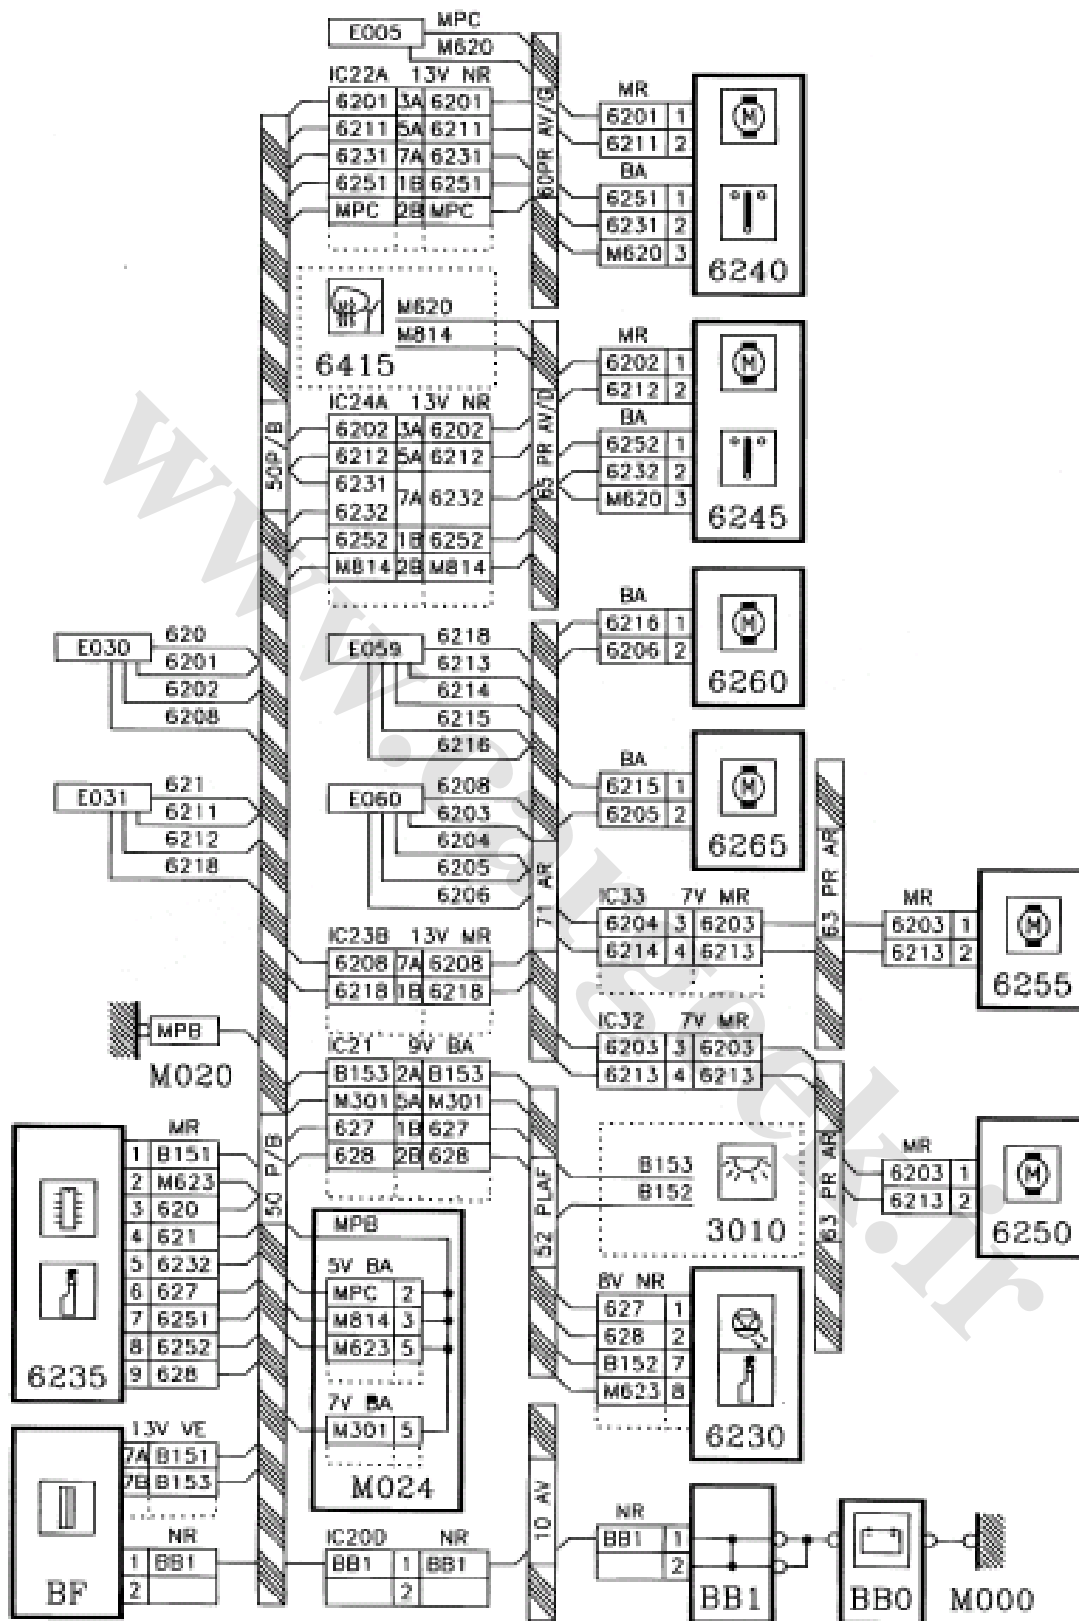 E005 MPC
M620
IC22A 13V NR
6201 3A 6201
6211 5A 6211
6231 7A 6231
6251 1B 6251
MPC 2B MPC
60PR AV/G
MR
6201 1
6211 2
M
BA
6251 1
6231 2
M620 3
6240
M620
M814
6415
MR
6202 1
6212 2
M
BA
6252 1
6232 2
M620 3
6245
50P/B
IC24A 13V NR
6202 3A 6202
6212 5A 6212
6231
7A 6232
6232
6252 1B 6252
M814 2B M814
65 PR AV/D
BA
6216 1
6206 2
M
6260
E030
620
6201
6202
6208
E059
6218
6213
6214
6215
6216
BA
6215 1
6205 2
M
6265
E031
621
6211
6212
6218
E060
6208
6203
6204
6205
6206
71 AR
63 PR AR
IC33 7V MR
6204 3 6203
6214 4 6213
MR
6203 1
6213 2
M
6255
IC23B 13V MR
6208 7A 6208
6218 1B 6218
MPB
M020
IC32 7V MR
6203 3 6203
6213 4 6213
IC21 9V BA
B153 2A B153
M301 5A M301
627 1B 627
628 2B 628
50 P/B
52 PLAF
63 PR AR
B153
B152
3010
MR
6203 1
6213 2
M
6250
MR
1 B151
2 M623
3 620
4 621
5 6232
6 627
7 6251
8 6252
9 628
6235
MPB
5V BA
MPC 2
M814 3
M623 5
7V BA
M301 5
M024
8V NR
627 1
628 2
B152 7
M623 8
6230
13V VE
7A B151
7B B153
NR
1 BB1
2
BF
IC20D NR
BB1 1 BB1
2
10 AV
NR
BB1 1
2
BB1
BB0
M000
www.cargeek.ir